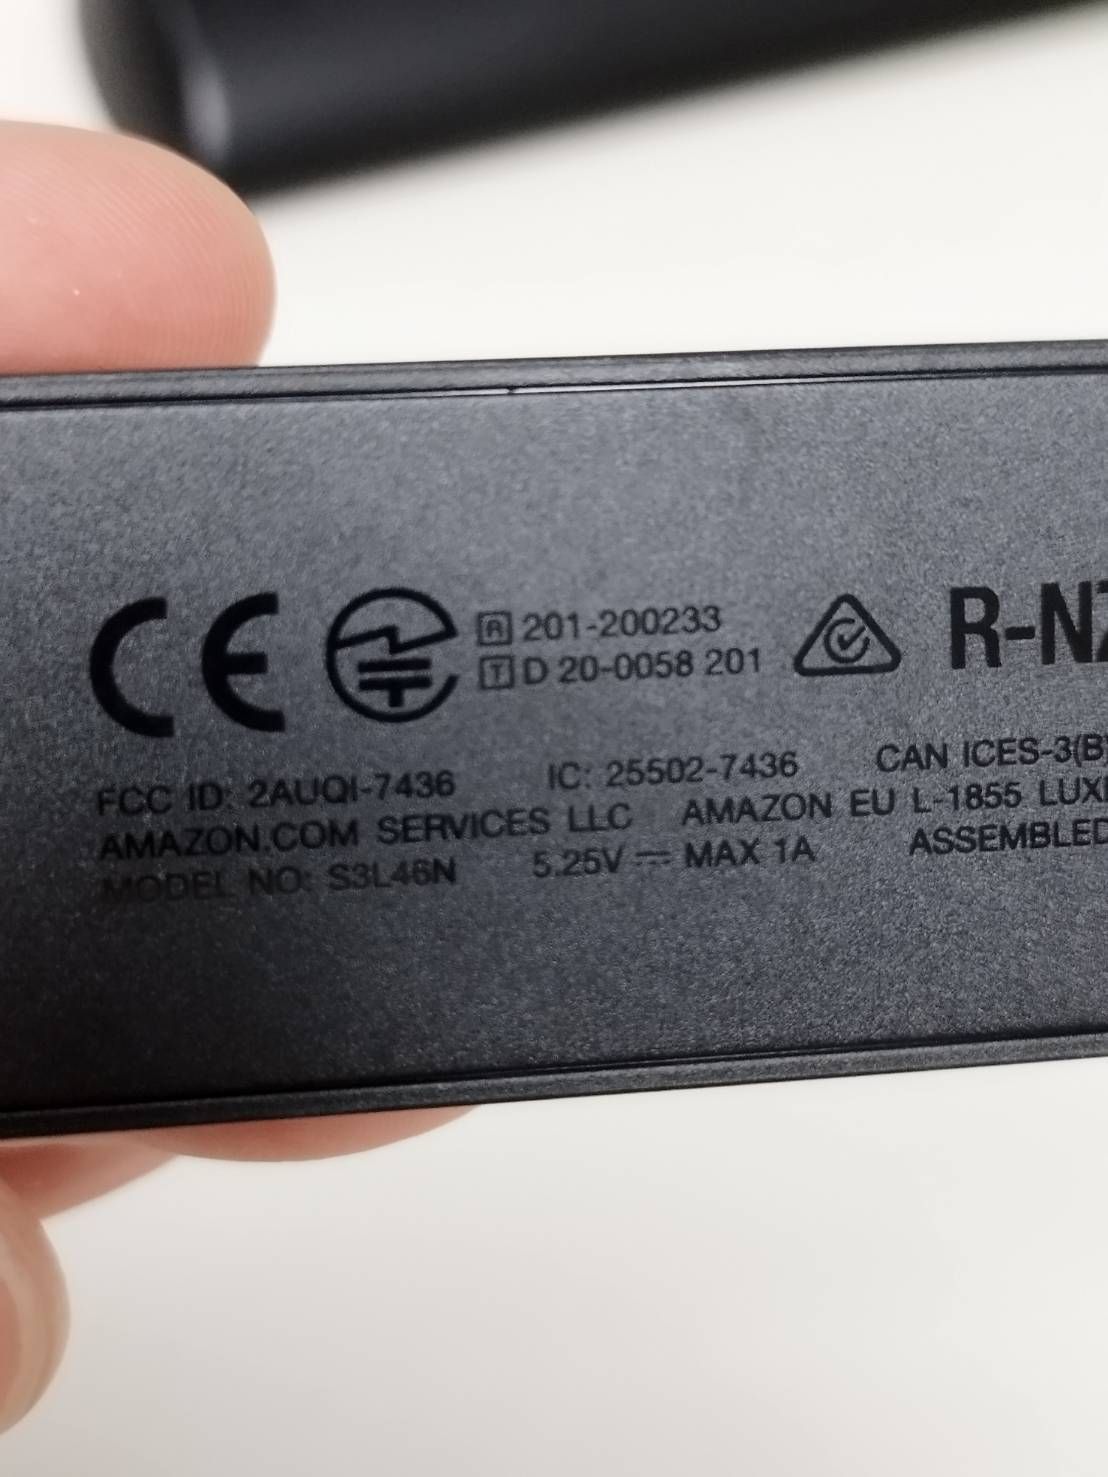 CE R 201-200233 R-NZ
T D 20-0058 201
FCC ID: 2AUQI-7436 IC: 25502-7436 CAN ICES-3(B)
AMAZON.COM SERVICES LLC AMAZON EU L-1855
MODEL NO: S3L46N 5.25V ⎓ MAX 1A ASSEMBLED